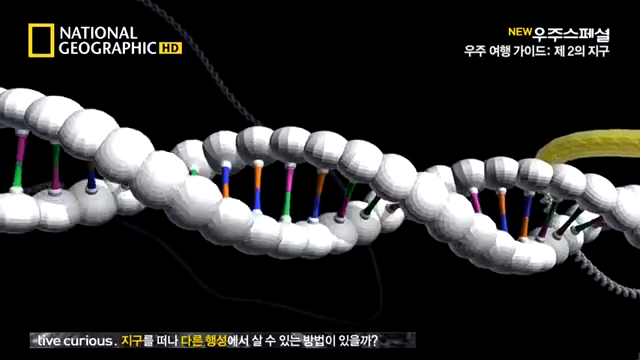 NATIONAL
GEOGRAPHIC HD
NEW 우주스페셜
우주 여행 가이드: 제 2의 지구
live curious. 지구를 떠나 다른 행성에서 살 수 있는 방법이 있을까?